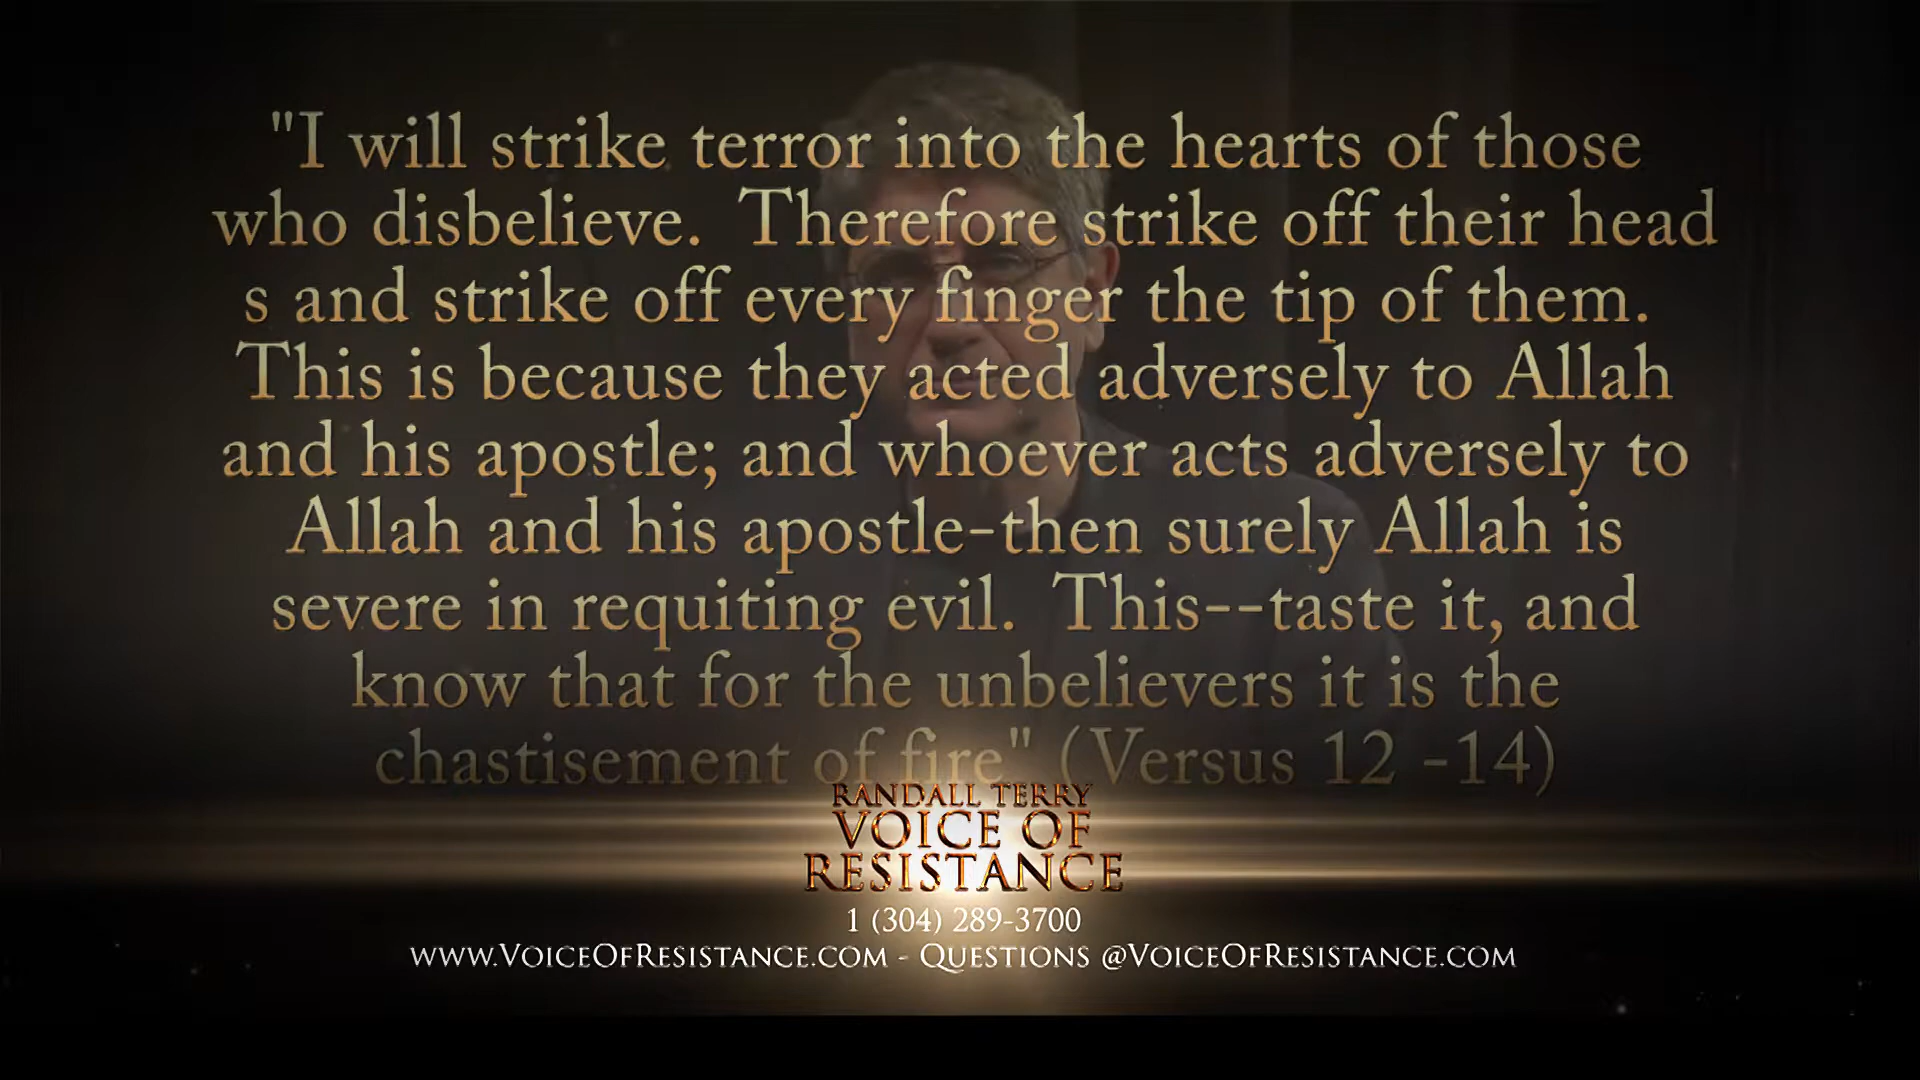 "I will strike terror into the hearts of those
who disbelieve. Therefore strike off their head
s and strike off every finger the tip of them.
This is because they acted adversely to Allah
and his apostle; and whoever acts adversely to
Allah and his apostle-then surely Allah is
severe in requiting evil. This--taste it, and
know that for the unbelievers it is the
chastisement of fire" (Versus 12 -14)
RANDALL TERRY
VOICE OF
RESISTANCE
1 (304) 289-3700
www.VoiceOfResistance.com - Questions @VoiceOfResistance.com